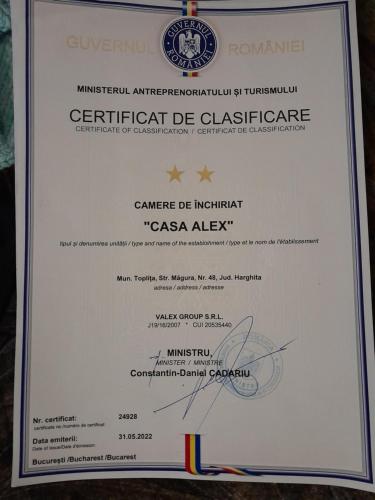 GUVERNUL ROMÂNIEI
GUVERNUL ROMÂNIEI
MINISTERUL ANTREPRENORIATULUI ȘI TURISMULUI
CERTIFICAT DE CLASIFICARE
CERTIFICATE OF CLASSIFICATION / CERTIFICAT DE CLASSIFICATION
CAMERE DE ÎNCHIRIAT
"CASA ALEX"
tipul și denumirea unității / type and name of the establishment / type et le nom de l'établissement
Mun. Toplița, Str. Măgura, Nr. 48, Jud. Harghita
adresa / address / adresse
VALEX GROUP S.R.L.
J19/16/2007 * CUI 20535440
MINISTRU,
MINISTER / MINISTRE
Constantin-Daniel CADARIU
Nr. certificat: 24928
certificate no./numéro de certificat
Data emiterii: 31.05.2022
Date of issue/Date d'émission:
București /Bucharest /Bucarest